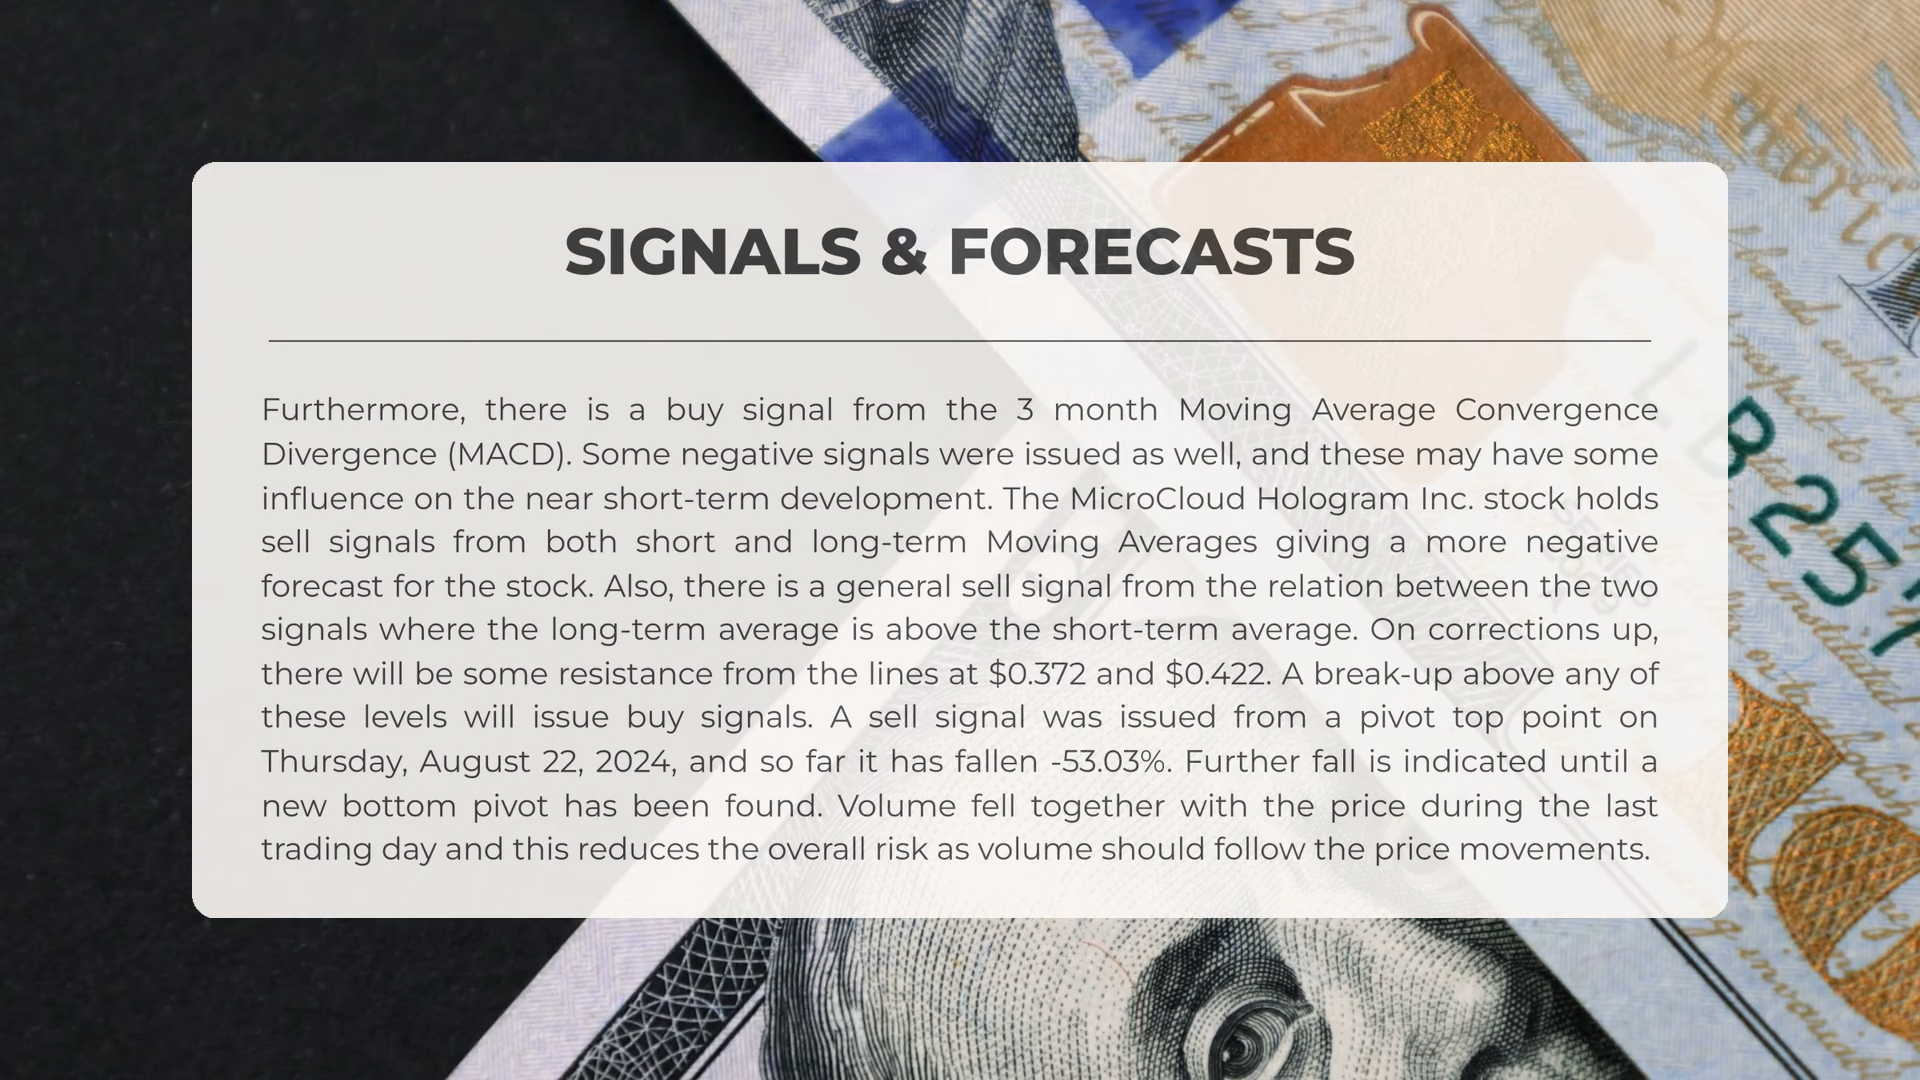 SIGNALS & FORECASTS
Furthermore, there is a buy signal from the 3 month Moving Average Convergence
Divergence (MACD). Some negative signals were issued as well, and these may have some
influence on the near short-term development. The MicroCloud Hologram Inc. stock holds
sell signals from both short and long-term Moving Averages giving a more negative
forecast for the stock. Also, there is a general sell signal from the relation between the two
signals where the long-term average is above the short-term average. On corrections up,
there will be some resistance from the lines at $0.372 and $0.422. A break-up above any of
these levels will issue buy signals. A sell signal was issued from a pivot top point on
Thursday, August 22, 2024, and so far it has fallen -53.03%. Further fall is indicated until a
new bottom pivot has been found. Volume fell together with the price during the last
trading day and this reduces the overall risk as volume should follow the price movements.
L B 25